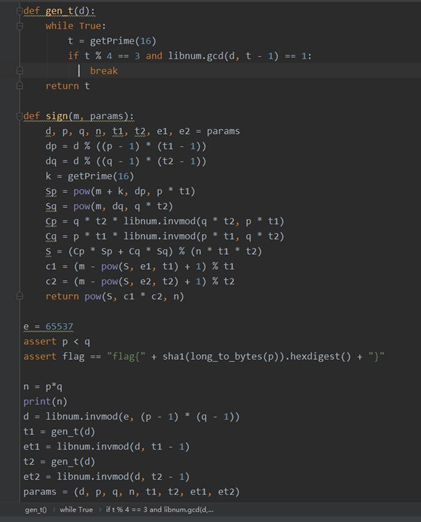 def gen_t(d):
    while True:
        t = getPrime(16)
        if t % 4 == 3 and libnum.gcd(d, t - 1) == 1:
            break
    return t
def sign(m, params):
    d, p, q, n, t1, t2, e1, e2 = params
    dp = d % ((p - 1) * (t1 - 1))
    dq = d % ((q - 1) * (t2 - 1))
    k = getPrime(16)
    Sp = pow(m + k, dp, p * t1)
    Sq = pow(m, dq, q * t2)
    Cp = q * t2 * libnum.invmod(q * t2, p * t1)
    Cq = p * t1 * libnum.invmod(p * t1, q * t2)
    S = (Cp * Sp + Cq * Sq) % (n * t1 * t2)
    c1 = (m - pow(S, e1, t1) + 1) % t1
    c2 = (m - pow(S, e2, t2) + 1) % t2
    return pow(S, c1 * c2, n)
e = 65537
assert p < q
assert flag == "flag{" + sha1(long_to_bytes(p)).hexdigest() + "}"
n = p*q
print(n)
d = libnum.invmod(e, (p - 1) * (q - 1))
t1 = gen_t(d)
et1 = libnum.invmod(d, t1 - 1)
t2 = gen_t(d)
et2 = libnum.invmod(d, t2 - 1)
params = (d, p, q, n, t1, t2, et1, et2)
gen_t() › while True › if t % 4 == 3 and libnum.gcd(d,...